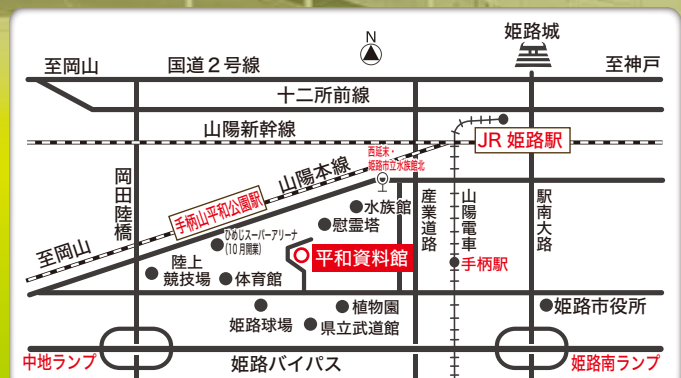 姫路城
N
至岡山
国道2号線
至神戸
十二所前線
山陽新幹線
JR 姫路駅
西延末・
姫路市立水族館北
山陽本線
岡田陸橋
手柄山平和公園駅
水族館
産業道路
山陽電車
駅南大路
慰霊塔
ひめじスーパーアリーナ
(10月開業)
至岡山
平和資料館
手柄駅
陸上
競技場
体育館
植物園
姫路市役所
姫路球場
県立武道館
中地ランプ
姫路バイパス
姫路南ランプ